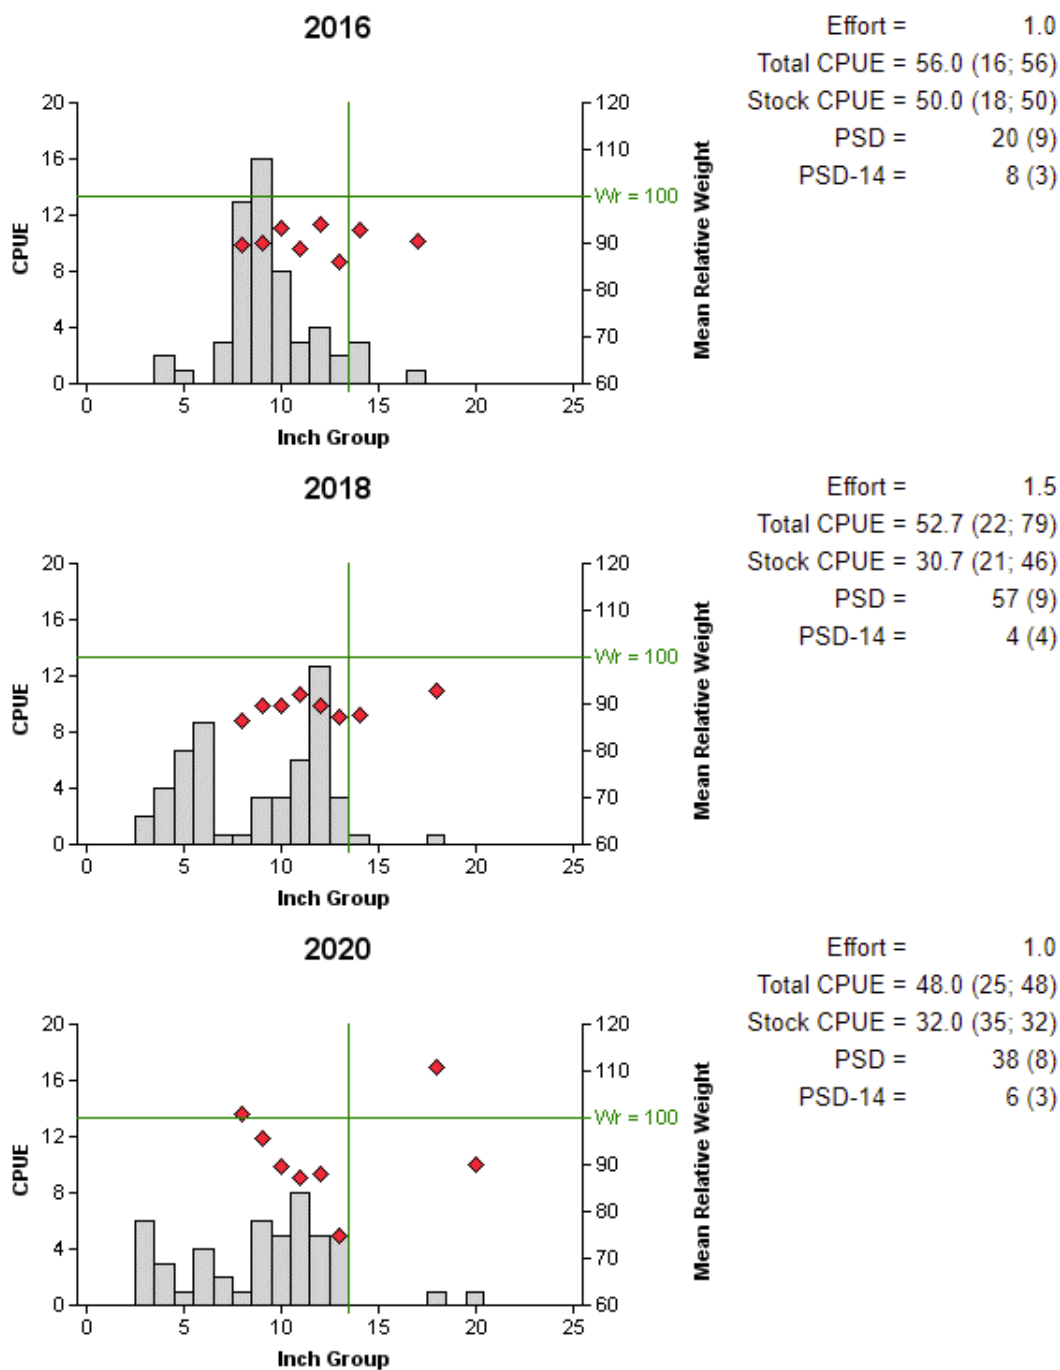 2016
Effort = 1.0
Total CPUE = 56.0 (16; 56)
Stock CPUE = 50.0 (18; 50)
PSD = 20 (9)
PSD-14 = 8 (3)
20
16
12
8
4
0
CPUE
120
110
Wr = 100
90
80
70
60
Mean Relative Weight
0 5 10 15 20 25
Inch Group
2018
Effort = 1.5
Total CPUE = 52.7 (22; 79)
Stock CPUE = 30.7 (21; 46)
PSD = 57 (9)
PSD-14 = 4 (4)
20
16
12
8
4
0
CPUE
120
110
Wr = 100
90
80
70
60
Mean Relative Weight
0 5 10 15 20 25
Inch Group
2020
Effort = 1.0
Total CPUE = 48.0 (25; 48)
Stock CPUE = 32.0 (35; 32)
PSD = 38 (8)
PSD-14 = 6 (3)
20
16
12
8
4
0
CPUE
120
110
Wr = 100
90
80
70
60
Mean Relative Weight
0 5 10 15 20 25
Inch Group